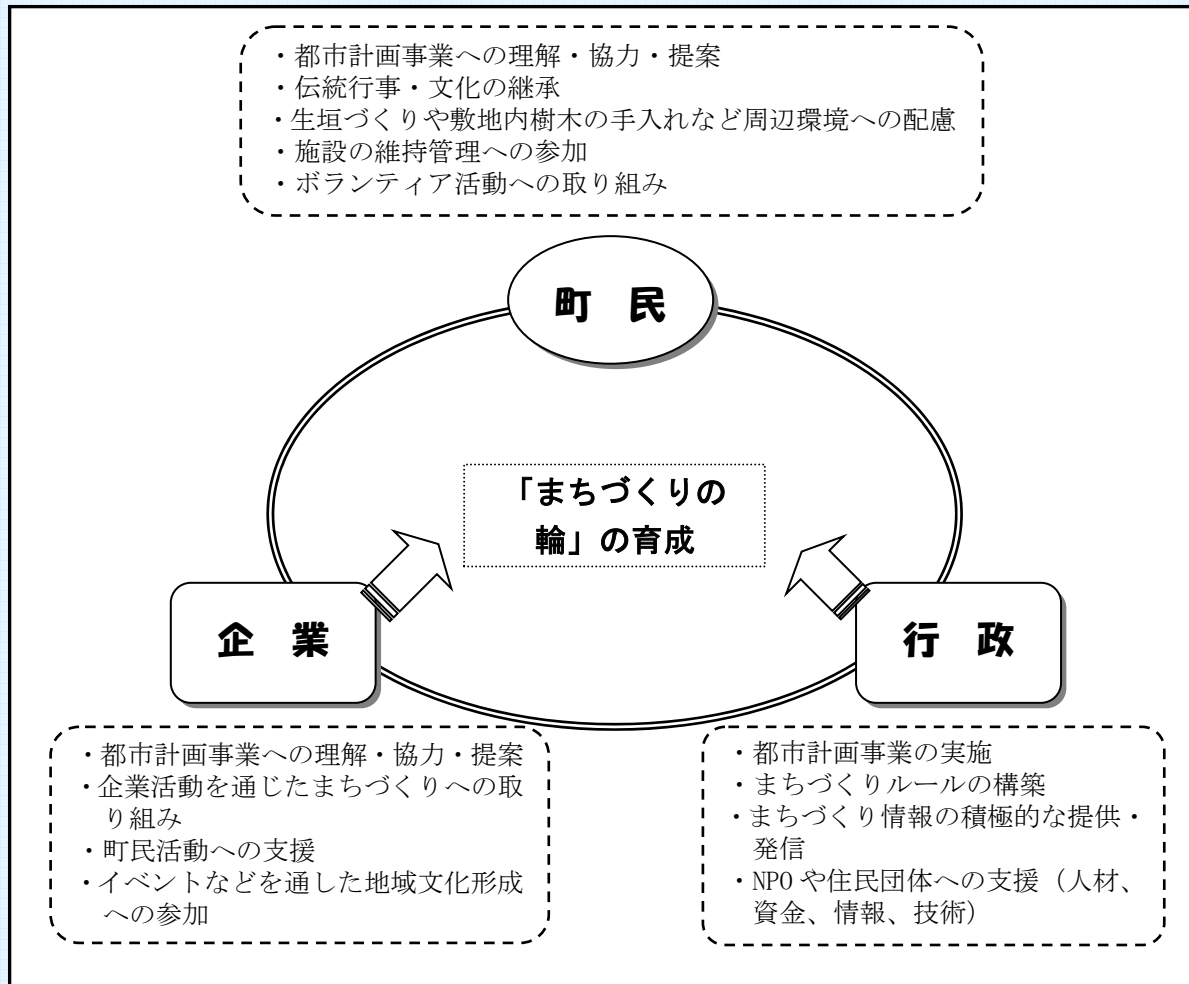 ・都市計画事業への理解・協力・提案
・伝統行事・文化の継承
・生垣づくりや敷地内樹木の手入れなど周辺環境への配慮
・施設の維持管理への参加
・ボランティア活動への取り組み
町　民
「まちづくりの
輪」の育成
企　業
行　政
・都市計画事業への理解・協力・提案
・企業活動を通じたまちづくりへの取
り組み
・町民活動への支援
・イベントなどを通した地域文化形成
への参加
・都市計画事業の実施
・まちづくりルールの構築
・まちづくり情報の積極的な提供・
発信
・NPO や住民団体への支援（人材、
資金、情報、技術）